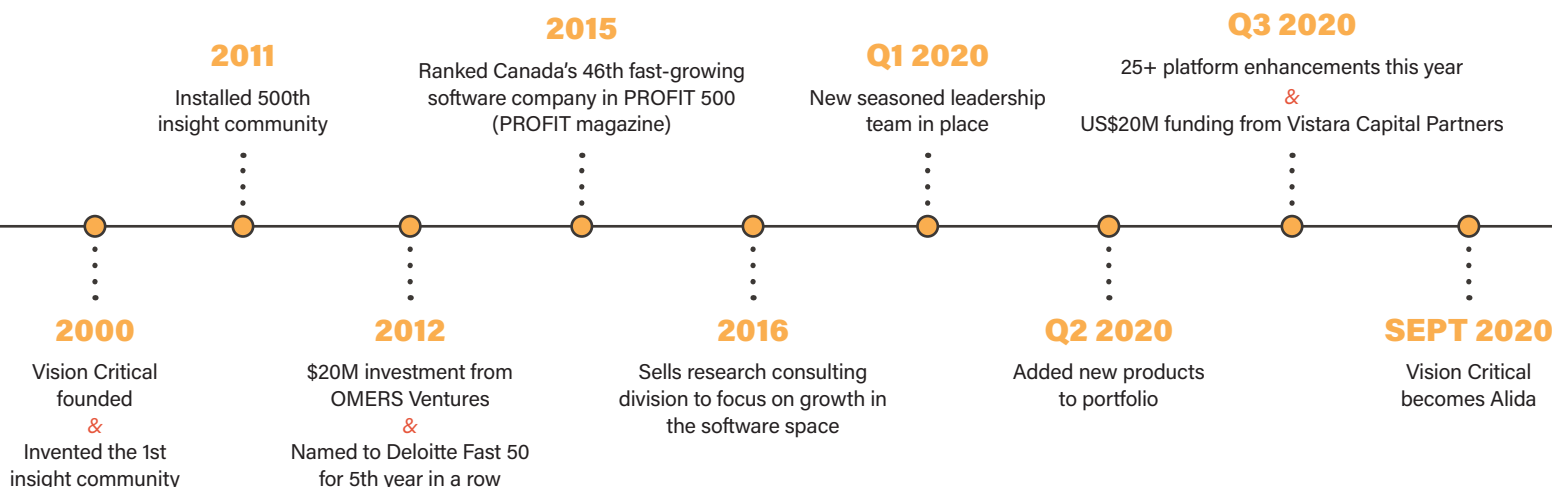 2000
Vision Critical
founded
&
Invented the 1st
insight community
2011
Installed 500th
insight community
2012
$20M investment from
OMERS Ventures
&
Named to Deloitte Fast 50
for 5th year in a row
2015
Ranked Canada's 46th fast-growing
software company in PROFIT 500
(PROFIT magazine)
2016
Sells research consulting
division to focus on growth in
the software space
Q1 2020
New seasoned leadership
team in place
Q2 2020
Added new products
to portfolio
Q3 2020
25+ platform enhancements this year
&
US$20M funding from Vistara Capital Partners
SEPT 2020
Vision Critical
becomes Alida